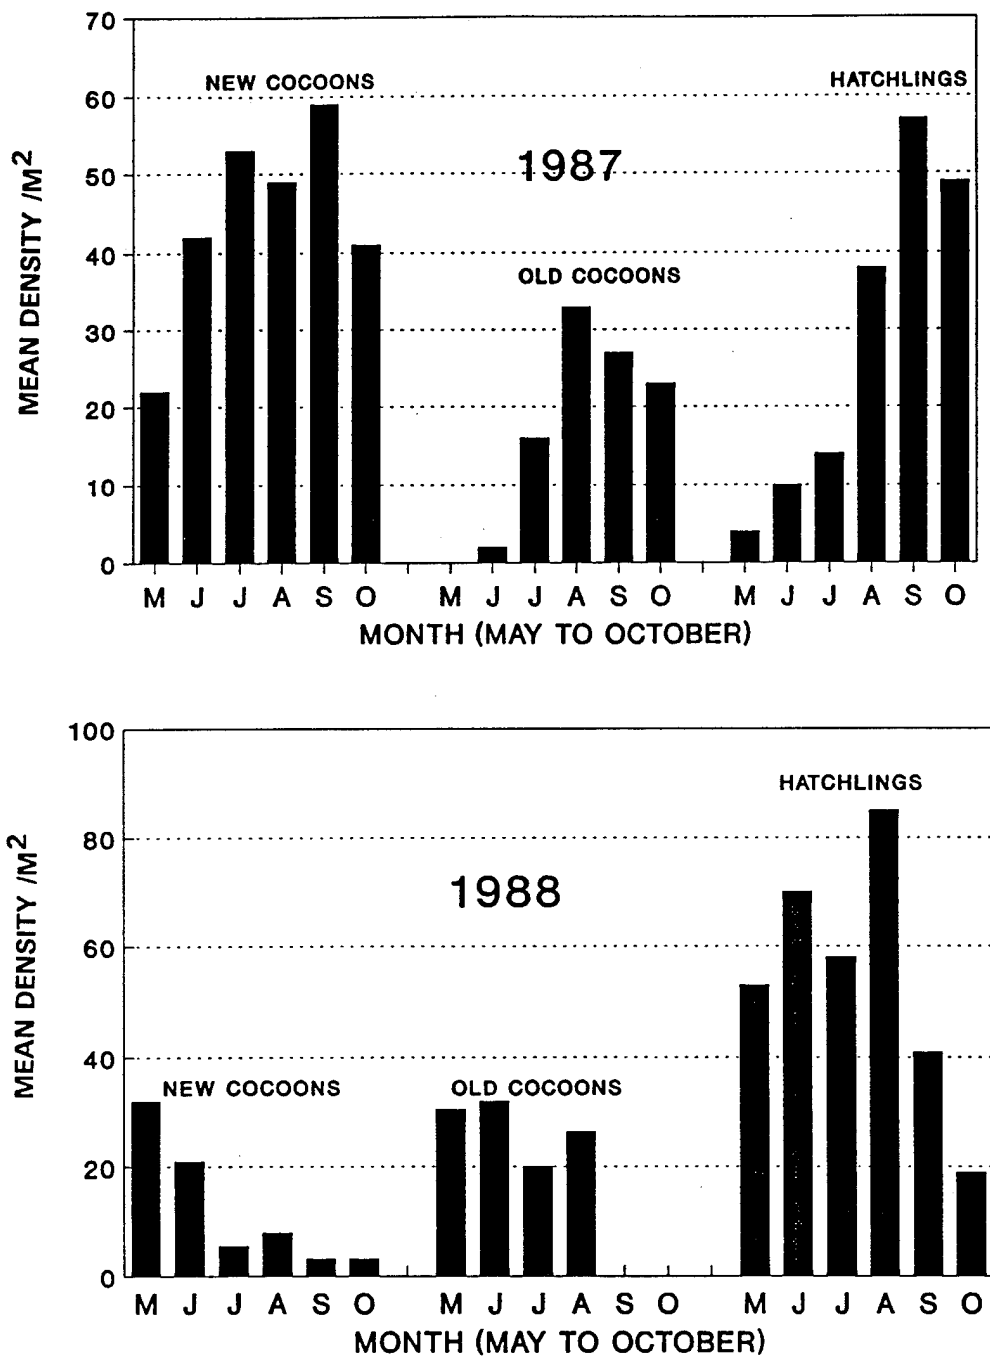 70
NEW COCOONS
HATCHLINGS
60
1987
50
40
OLD COCOONS
30
20
10
0
MEAN DENSITY /M²
M J J A S O M J J A S O M J J A S O
MONTH (MAY TO OCTOBER)
100
HATCHLINGS
80
1988
60
40
NEW COCOONS
OLD COCOONS
20
0
MEAN DENSITY /M²
M J J A S O M J J A S O M J J A S O
MONTH (MAY TO OCTOBER)